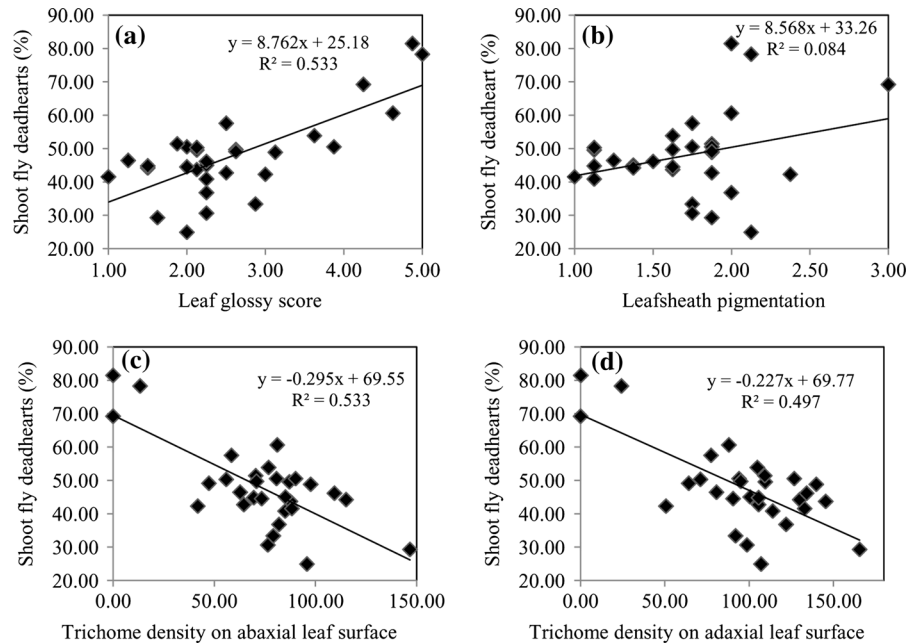 (a)
y = 8.762x + 25.18
R² = 0.533
Shoot fly deadhearts (%)
90.00
80.00
70.00
60.00
50.00
40.00
30.00
20.00
1.00 2.00 3.00 4.00 5.00
Leaf glossy score
(b)
y = 8.568x + 33.26
R² = 0.084
Shoot fly deadheart (%)
90.00
80.00
70.00
60.00
50.00
40.00
30.00
20.00
1.00 1.50 2.00 2.50 3.00
Leafsheath pigmentation
(c)
y = -0.295x + 69.55
R² = 0.533
Shoot fly deadhearts (%)
90.00
80.00
70.00
60.00
50.00
40.00
30.00
20.00
0.00 50.00 100.00 150.00
Trichome density on abaxial leaf surface
(d)
y = -0.227x + 69.77
R² = 0.497
Shoot fly deadhearts (%)
90.00
80.00
70.00
60.00
50.00
40.00
30.00
20.00
0.00 50.00 100.00 150.00
Trichome density on adaxial leaf surface